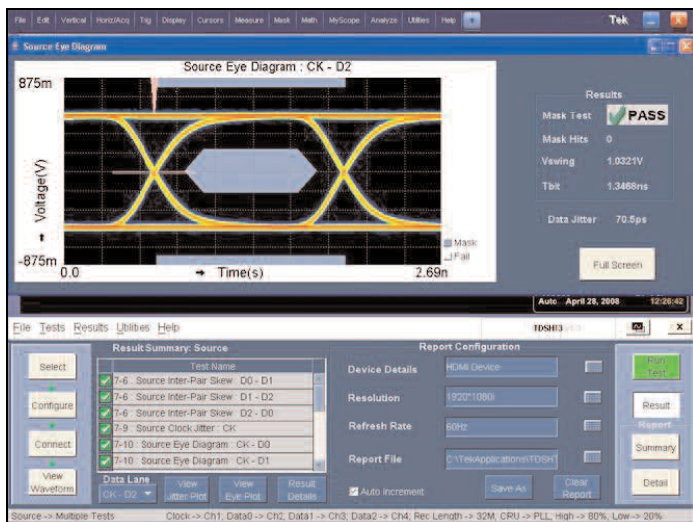 File Edit Vertical Horiz/Acq Trig Display Cursors Measure Mask Math MyScope Analyze Utilities Help Tek
Source Eye Diagram
Source Eye Diagram : CK - D2
875m
Voltage(V)
-875m
0.0
Time(s)
2.69n
Mask
Fail
Results
Mask Test PASS
Mask Hits 0
Vswing 1.0321V
Tbit 1.3468ns
Data Jitter 70.5ps
Full Screen
Auto April 28, 2008 12:26:42
File Tests Results Utilities Help
TDSHT3
Select
Configure
Connect
View Waveform
Result Summary: Source
Test Name
7-6 : Source Inter-Pair Skew : D0 - D1
7-6 : Source Inter-Pair Skew : D1 - D2
7-6 : Source Inter-Pair Skew : D2 - D0
7-9 : Source Clock Jitter : CK
7-10 : Source Eye Diagram : CK - D0
7-10 : Source Eye Diagram : CK - D1
Data Lane
CK - D2
View Jitter Plot
View Eye Plot
Result Details
Report Configuration
Device Details HDMI Device
Resolution 1920*1080i
Refresh Rate 60Hz
Report File C:\TekApplications\TDSHT
Auto Increment
Save As
Clear Report
Run Test
Result
Report
Summary
Detail
Source -> Multiple Tests Clock -> Ch1, Data0 -> Ch2, Data1 -> Ch3, Data2 -> Ch4, Rec Length -> 32M, CRU -> PLL, High -> 80%, Low -> 20%